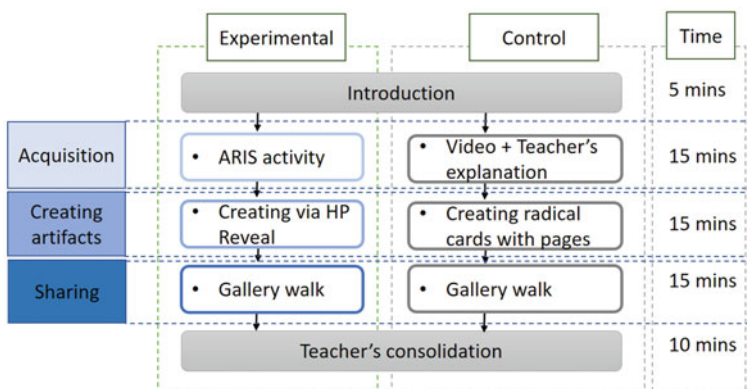 Experimental
Control
Time
Introduction
5 mins
Acquisition
• ARIS activity
• Video + Teacher's
explanation
15 mins
Creating
artifacts
• Creating via HP
Reveal
• Creating radical
cards with pages
15 mins
Sharing
• Gallery walk
• Gallery walk
15 mins
Teacher's consolidation
10 mins